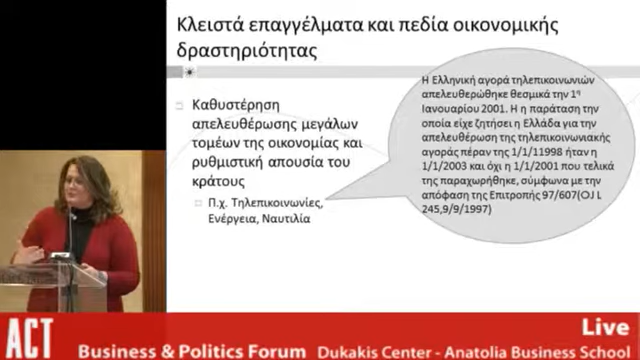 Κλειστά επαγγέλματα και πεδία οικονομικής
δραστηριότητας
Καθυστέρηση
απελευθέρωσης μεγάλων
τομέων της οικονομίας και
ρυθμιστική απουσία του
κράτους
Π.χ. Τηλεπικοινωνίες,
Ενέργεια, Ναυτιλία
Η Ελληνική αγορά τηλεπικοινωνιών
απελευθερώθηκε θεσμικά την 1η
Ιανουαρίου 2001. Η η παράταση την
οποία είχε ζητήσει η Ελλάδα για την
απελευθέρωση της τηλεπικοινωνιακής
αγοράς πέραν της 1/1/11998 ήταν η
1/1/2003 και όχι η 1/1/2001 που τελικά
της παραχωρήθηκε, σύμφωνα με την
απόφαση της Επιτροπής 97/607(OJ L
245,9/9/1997)
Live
ACT Business & Politics Forum Dukakis Center - Anatolia Business School